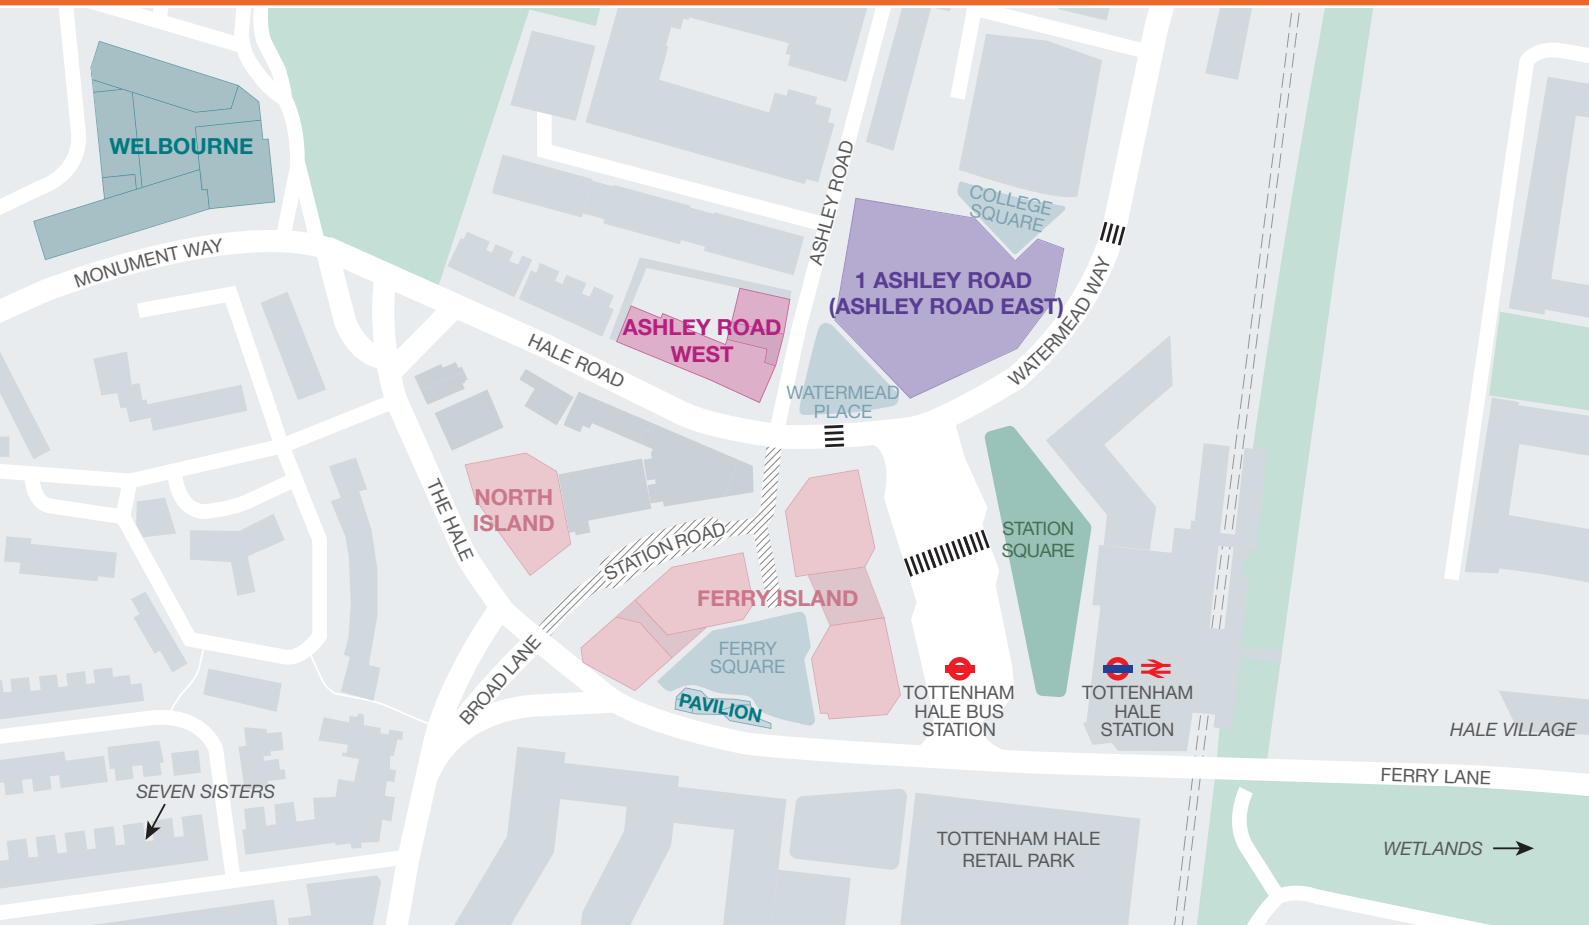 WELBOURNE
MONUMENT WAY
ASHLEY ROAD
COLLEGE
SQUARE
1 ASHLEY ROAD
(ASHLEY ROAD EAST)
WATERMEAD WAY
ASHLEY ROAD
WEST
HALE ROAD
WATERMEAD
PLACE
THE HALE
NORTH
ISLAND
STATION ROAD
STATION
SQUARE
FERRY ISLAND
FERRY
SQUARE
BROAD LANE
PAVILION
TOTTENHAM
HALE BUS
STATION
TOTTENHAM
HALE
STATION
HALE VILLAGE
FERRY LANE
SEVEN SISTERS
TOTTENHAM HALE
RETAIL PARK
WETLANDS